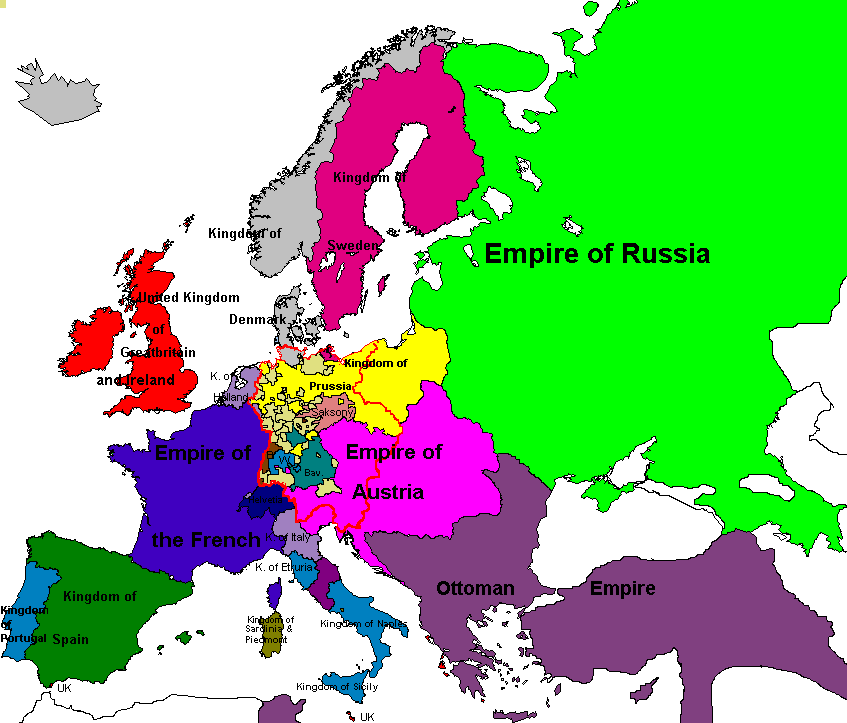 Kingdom of
Sweden
Kingdom of
Denmark
Empire of Russia
United Kingdom
of
Greatbritain
and Ireland
K. of
Holland
Kingdom of
Prussia
Saksony
B
W
Bav.
Empire of
the French
Empire of
Austria
Helvetic
K. of Italy
K. of Etruria
Kingdom of
Spain
Kingdom
of
Portugal
Kingdom of
Sardinia &
Piedmont
Kingdom of Naples
Kingdom of Sicily
Ottoman Empire
UK
UK